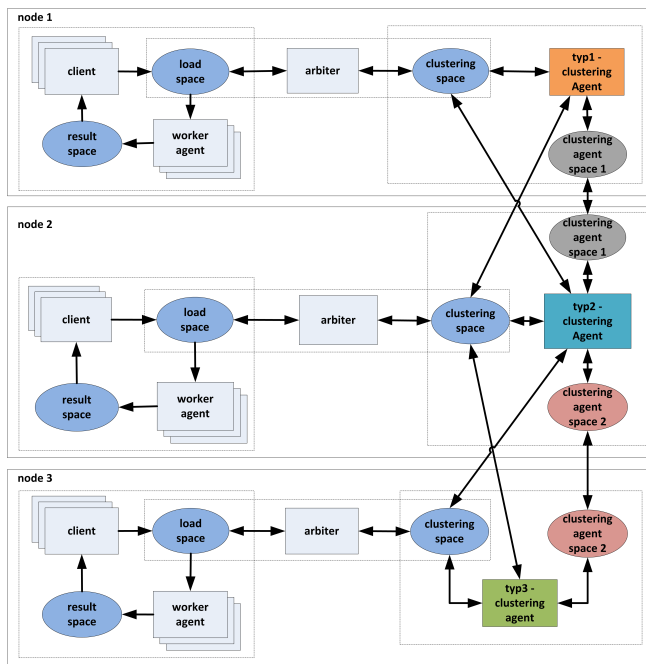 node 1
client
load
space
arbiter
clustering
space
typ1 -
clustering
Agent
result
space
worker
agent
clustering
agent
space 1
node 2
clustering
agent
space 1
client
load
space
arbiter
clustering
space
typ2 -
clustering
Agent
result
space
worker
agent
clustering
agent
space 2
node 3
client
load
space
arbiter
clustering
space
clustering
agent
space 2
result
space
worker
agent
typ3 -
clustering
agent